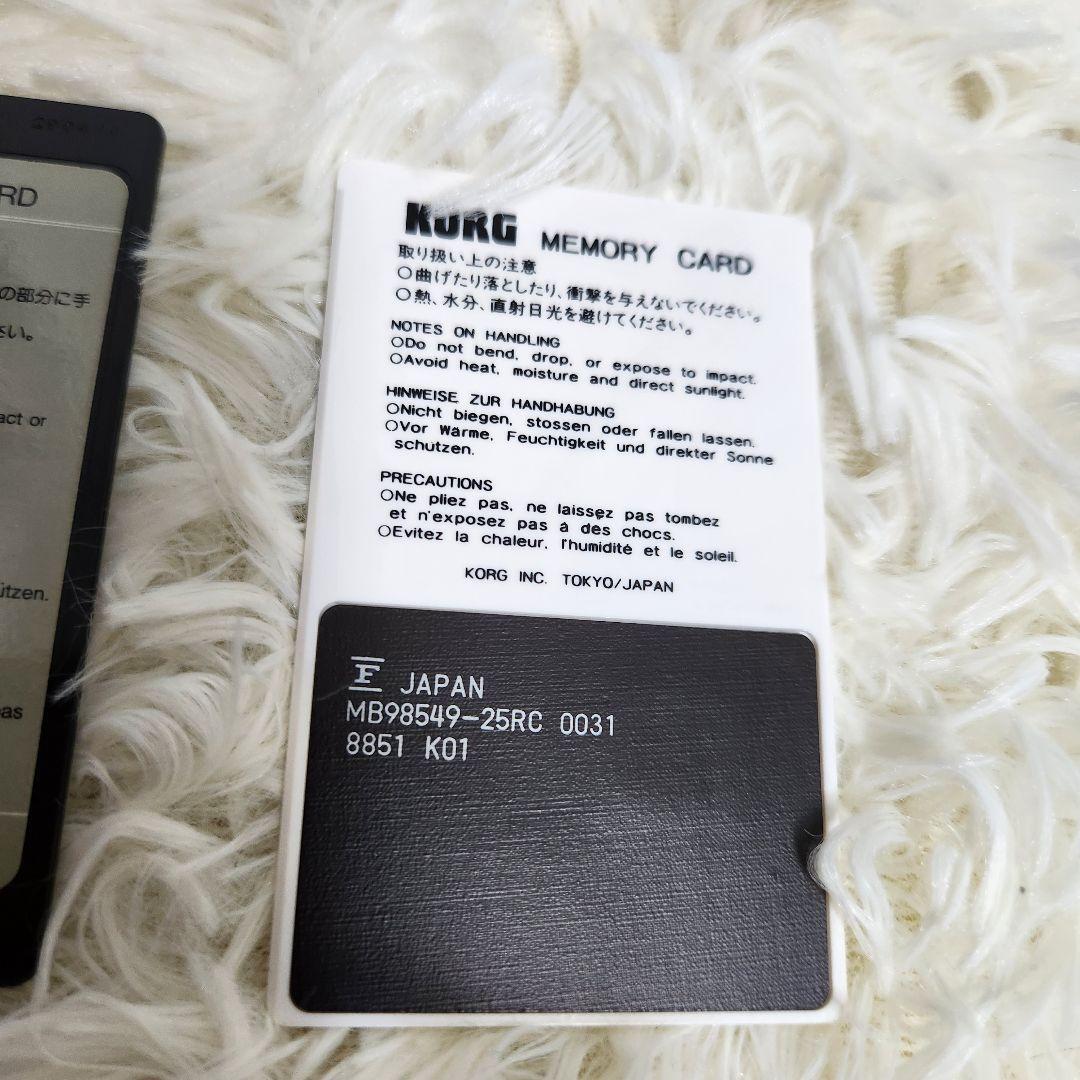 RD
の部分に手
さい。
act or
ützen.
pas
KORG MEMORY CARD
取り扱い上の注意
○曲げたり落としたり、衝撃を与えないでください。
○熱、水分、直射日光を避けてください。
NOTES ON HANDLING
○Do not bend, drop, or expose to impact.
○Avoid heat, moisture and direct sunlight.
HINWEISE ZUR HANDHABUNG
○Nicht biegen, stossen oder fallen lassen.
○Vor Wärme, Feuchtigkeit und direkter Sonne
schutzen.
PRECAUTIONS
○Ne pliez pas, ne laissez pas tombez
et n'exposez pas à des chocs.
○Evitez la chaleur, l'humidité et le soleil.
KORG INC. TOKYO/JAPAN
F JAPAN
MB98549-25RC 0031
8851 K01